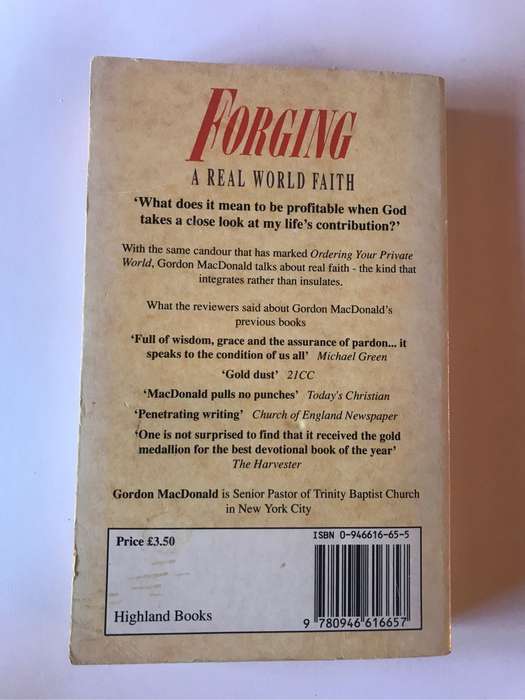 FORGING
A REAL WORLD FAITH
‘What does it mean to be profitable when God
takes a close look at my life's contribution?’
With the same candour that has marked Ordering Your Private
World, Gordon MacDonald talks about real faith - the kind that
integrates rather than insulates.
What the reviewers said about Gordon MacDonald's
previous books
‘Full of wisdom, grace and the assurance of pardon... it
speaks to the condition of us all’ Michael Green
‘Gold dust’ 21CC
‘MacDonald pulls no punches’ Today's Christian
‘Penetrating writing’ Church of England Newspaper
‘One is not surprised to find that it received the gold
medallion for the best devotional book of the year’
The Harvester
Gordon MacDonald is Senior Pastor of Trinity Baptist Church
in New York City
Price £3.50
ISBN 0-946616-65-5
Highland Books
9 780946 616657